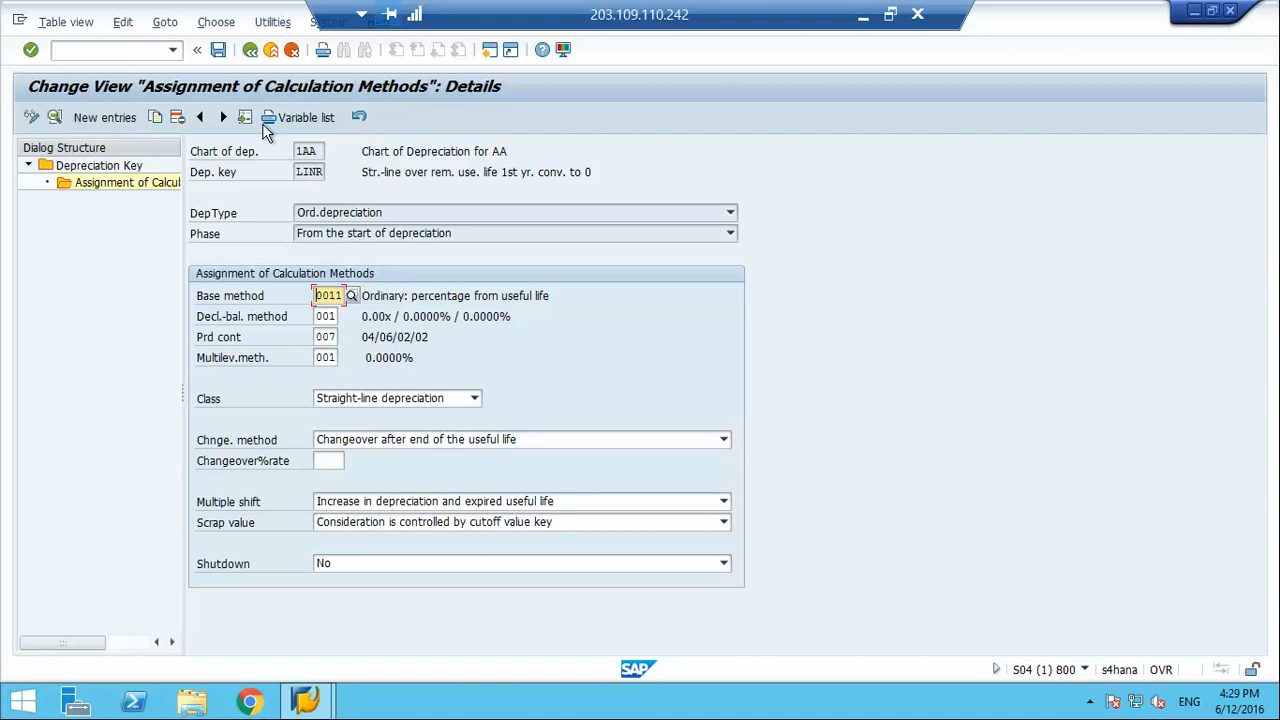 203.109.110.242
Table view Edit Goto Choose Utilities
Change View "Assignment of Calculation Methods": Details
New entries Variable list
Dialog Structure
Depreciation Key
Assignment of Calcul
Chart of dep. 1AA Chart of Depreciation for AA
Dep. key LINR Str.-line over rem. use. life 1st yr. conv. to 0
DepType Ord.depreciation
Phase From the start of depreciation
Assignment of Calculation Methods
Base method 0011 Ordinary: percentage from useful life
Decl.-bal. method 001 0.00x / 0.0000% / 0.0000%
Prd cont 007 04/06/02/02
Multilev.meth. 001 0.0000%
Class Straight-line depreciation
Chnge. method Changeover after end of the useful life
Changeover%rate
Multiple shift Increase in depreciation and expired useful life
Scrap value Consideration is controlled by cutoff value key
Shutdown No
SAP
S04 (1) 800 s4hana OVR
ENG
4:29 PM
6/12/2016